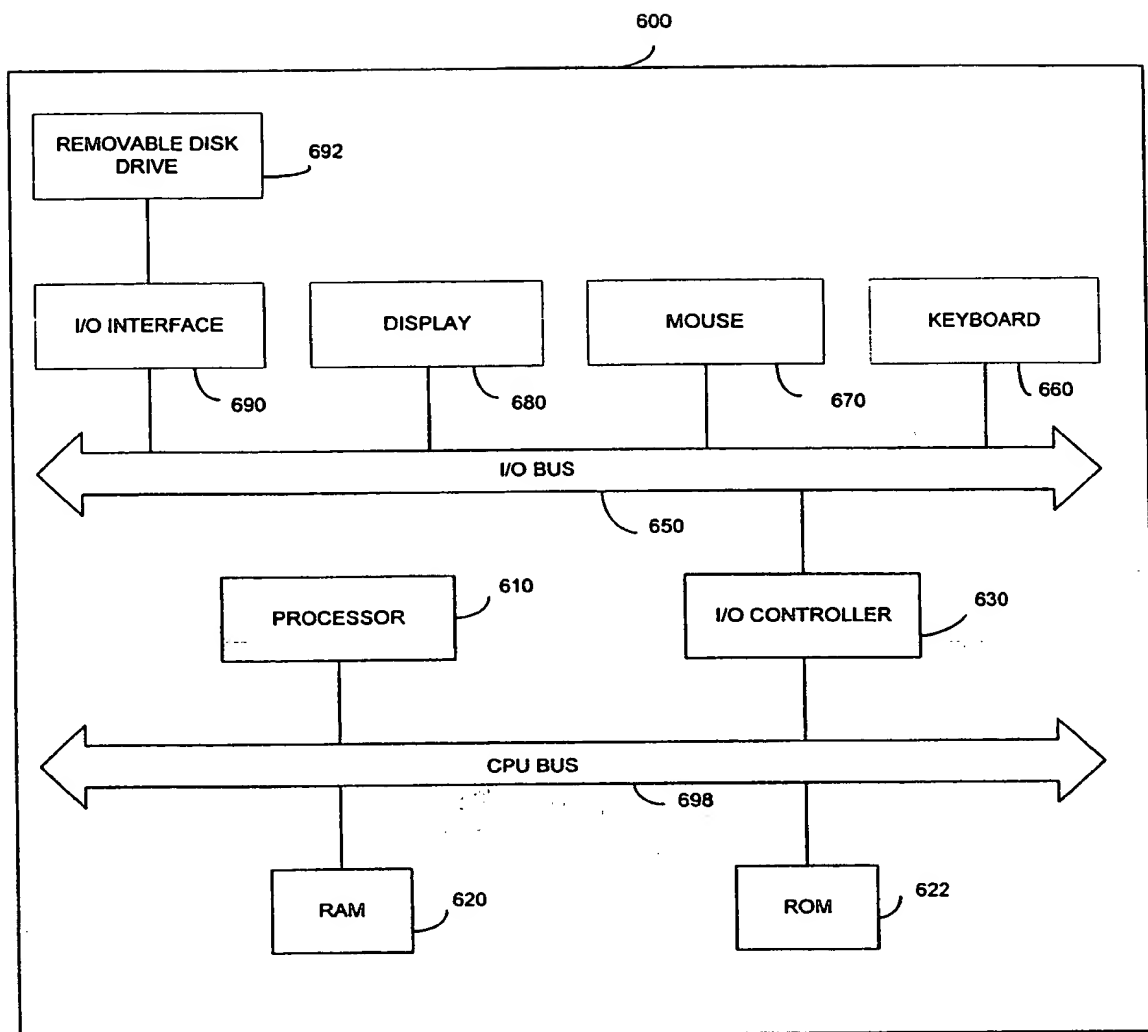 600
REMOVABLE DISK
DRIVE
692
I/O INTERFACE
DISPLAY
MOUSE
KEYBOARD
690
680
670
660
I/O BUS
650
PROCESSOR
610
I/O CONTROLLER
630
CPU BUS
698
RAM
620
ROM
622